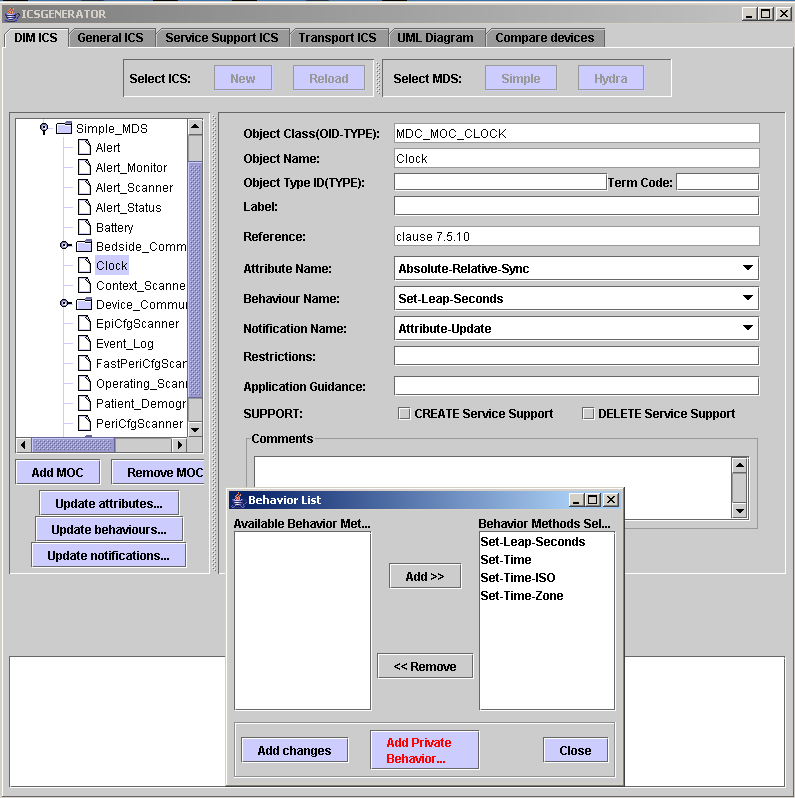 ICSGENERATOR
DIM ICS General ICS Service Support ICS Transport ICS UML Diagram Compare devices
Select ICS: New Reload Select MDS: Simple Hydra
Simple_MDS
Alert
Alert_Monitor
Alert_Scanner
Alert_Status
Battery
Bedside_Comm
Clock
Context_Scanne
Device_Commu
EpiCfgScanner
Event_Log
FastPeriCfgScar
Operating_Scan
Patient_Demogr
PeriCfgScanner
Add MOC Remove MOC
Update attributes...
Update behaviours...
Update notifications...
Object Class(OID-TYPE): MDC_MOC_CLOCK
Object Name: Clock
Object Type ID(TYPE): Term Code:
Label:
Reference: clause 7.5.10
Attribute Name: Absolute-Relative-Sync
Behaviour Name: Set-Leap-Seconds
Notification Name: Attribute-Update
Restrictions:
Application Guidance:
SUPPORT: CREATE Service Support DELETE Service Support
Comments
Behavior List
Available Behavior Met... Behavior Methods Sel...
Set-Leap-Seconds
Set-Time
Set-Time-ISO
Set-Time-Zone
Add >>
<< Remove
Add changes Add Private Behavior... Close